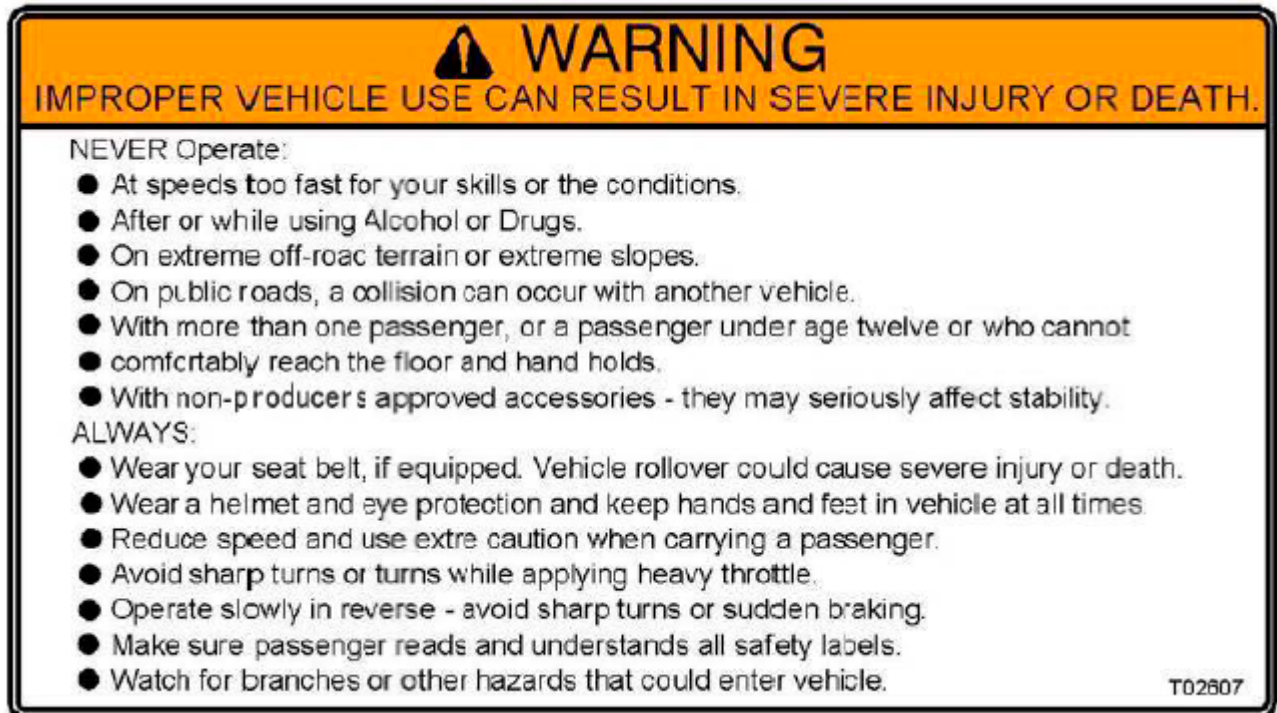 WARNING
IMPROPER VEHICLE USE CAN RESULT IN SEVERE INJURY OR DEATH.
NEVER Operate:
● At speeds too fast for your skills or the conditions.
● After or while using Alcohol or Drugs.
● On extreme off-road terrain or extreme slopes.
● On public roads, a collision can occur with another vehicle.
● With more than one passenger, or a passenger under age twelve or who cannot
● comfortably reach the floor and hand holds.
● With non-producers approved accessories - they may seriously affect stability.
ALWAYS:
● Wear your seat belt, if equipped. Vehicle rollover could cause severe injury or death.
● Wear a helmet and eye protection and keep hands and feet in vehicle at all times
● Reduce speed and use extre caution when carrying a passenger.
● Avoid sharp turns or turns while applying heavy throttle.
● Operate slowly in reverse - avoid sharp turns or sudden braking.
● Make sure passenger reads and understands all safety labels.
● Watch for branches or other hazards that could enter vehicle.
T02607